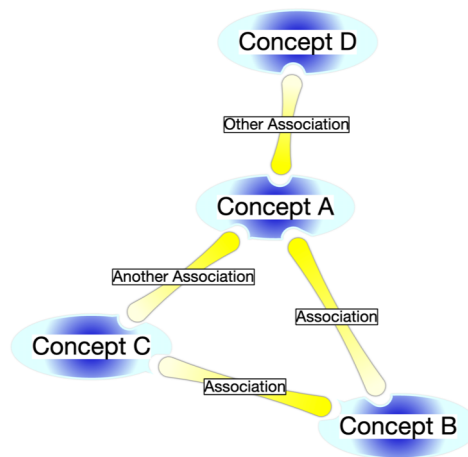 Concept D
Other Association
Concept A
Another Association
Association
Concept C
Association
Concept B